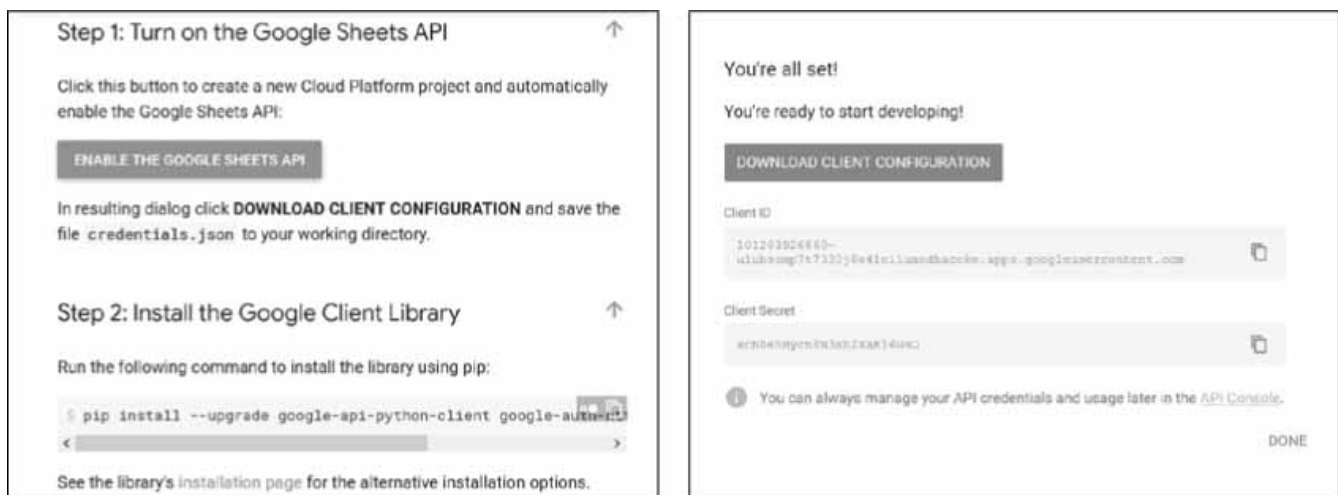 Step 1: Turn on the Google Sheets API
Click this button to create a new Cloud Platform project and automatically
enable the Google Sheets API:
ENABLE THE GOOGLE SHEETS API
In resulting dialog click DOWNLOAD CLIENT CONFIGURATION and save the
file credentials.json to your working directory.
Step 2: Install the Google Client Library
Run the following command to install the library using pip:
$ pip install --upgrade google-api-python-client google-auth
See the library's installation page for the alternative installation options.
You're all set!
You're ready to start developing!
DOWNLOAD CLIENT CONFIGURATION
Client ID
.apps.googleusercontent.com
Client Secret
You can always manage your API credentials and usage later in the API Console.
DONE